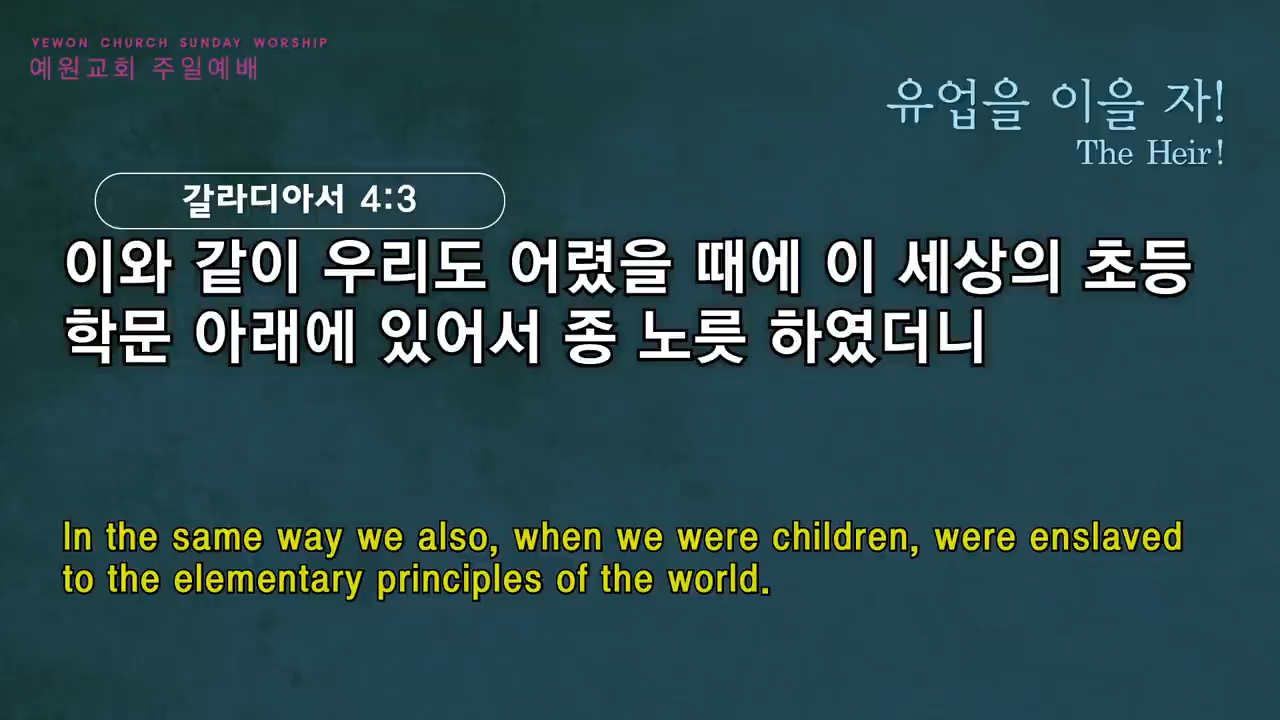 YEWON CHURCH SUNDAY WORSHIP
예원교회 주일예배
유업을 이을 자!
The Heir!
갈라디아서 4:3
이와 같이 우리도 어렸을 때에 이 세상의 초등
학문 아래에 있어서 종 노릇 하였더니
In the same way we also, when we were children, were enslaved
to the elementary principles of the world.